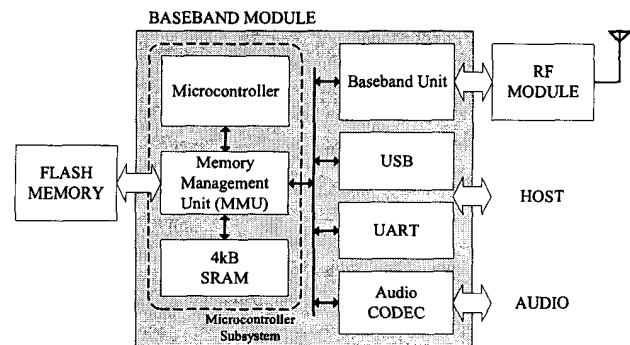 BASEBAND MODULE
Microcontroller
Baseband Unit
RF
MODULE
FLASH
MEMORY
Memory
Management
Unit (MMU)
USB
HOST
UART
4kB
SRAM
Audio
CODEC
AUDIO
Microcontroller
Subsystem